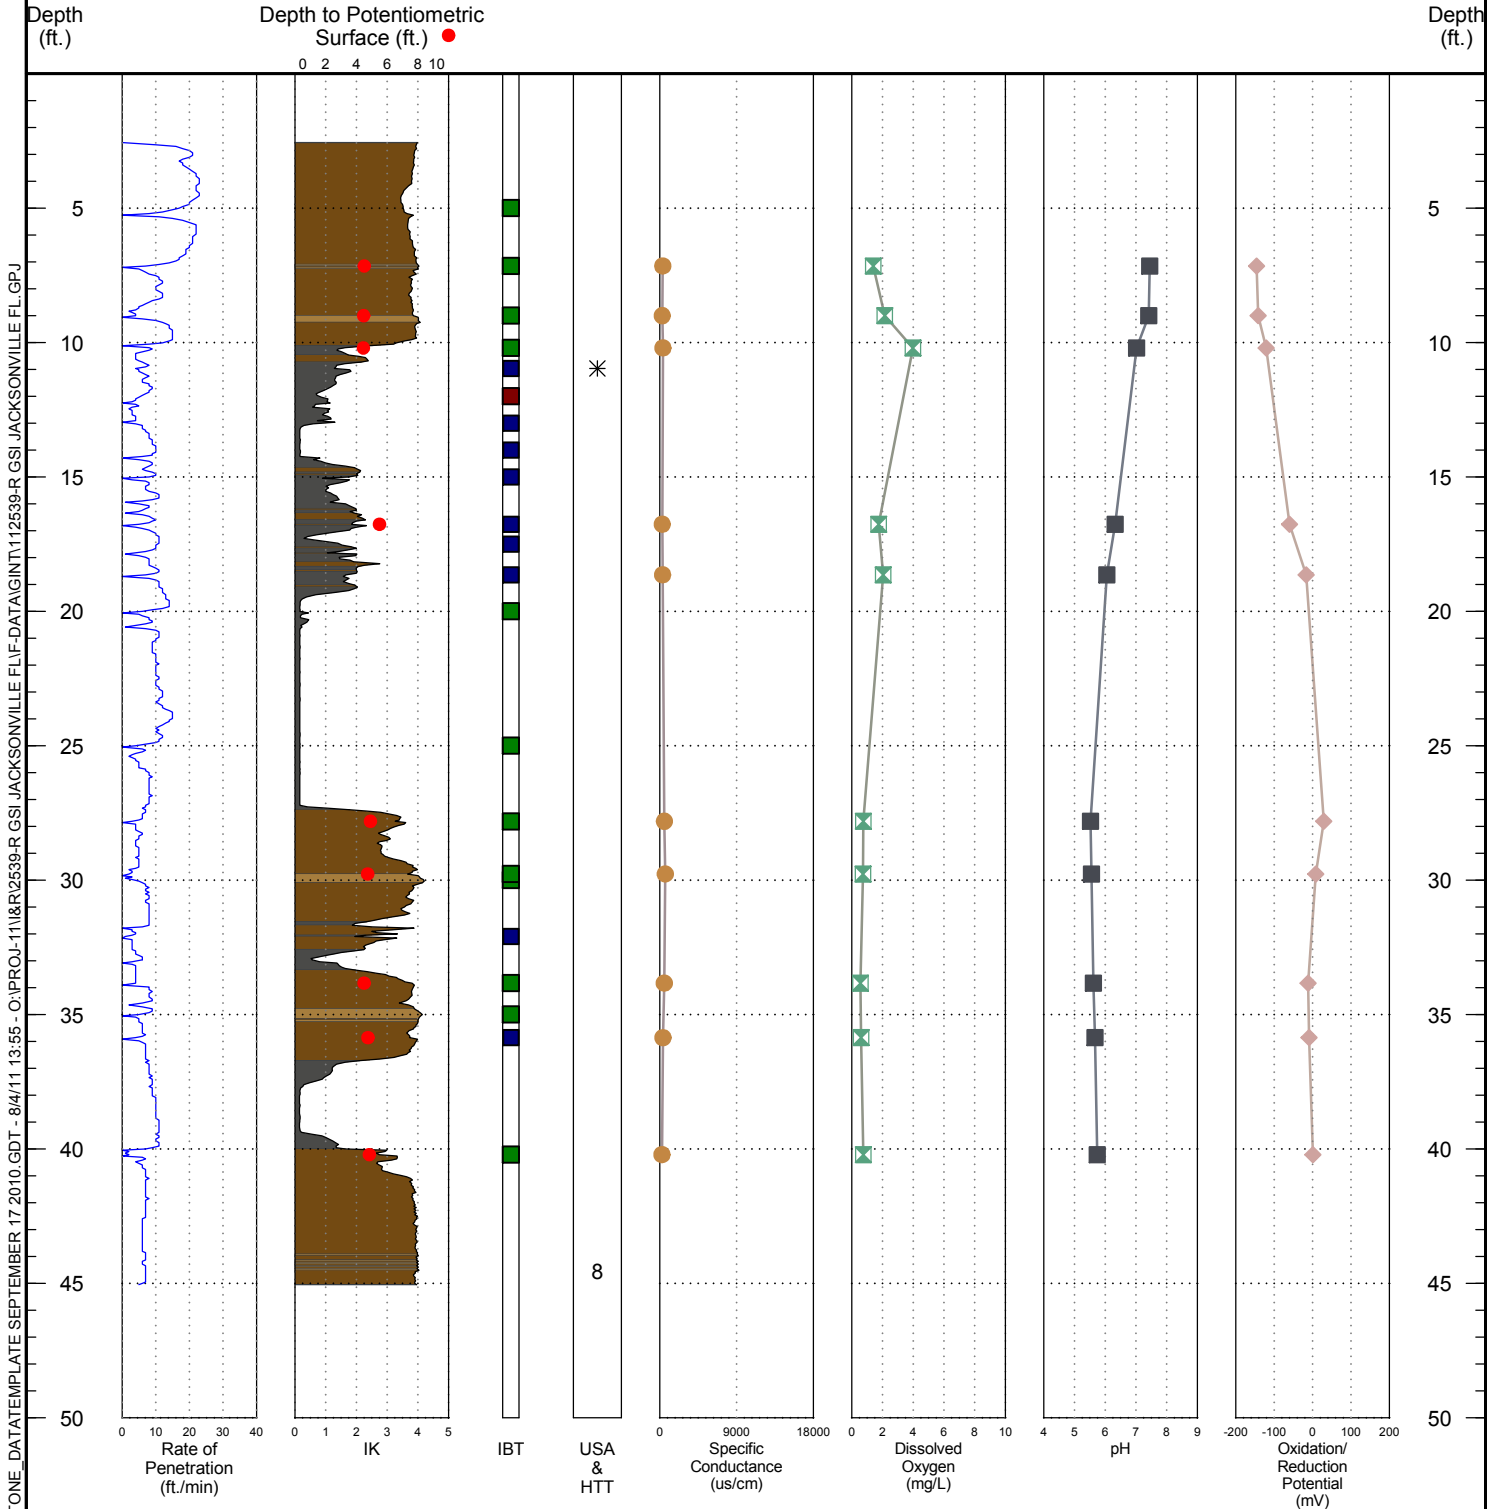 Depth
(ft.)
Depth to Potentiometric
Surface (ft.)
Depth
(ft.)
0 2 4 6 8 10
5
10
15
20
25
30
35
40
45
50
8
5
10
15
20
25
30
35
40
45
50
0 10 20 30 40
Rate of
Penetration
(ft./min)
0 1 2 3 4 5
IK
IBT
USA
&
HTT
0 9000 18000
Specific
Conductance
(us/cm)
0 2 4 6 8 10
Dissolved
Oxygen
(mg/L)
4 5 6 7 8 9
pH
-200 -100 0 100 200
Oxidation/
Reduction
Potential
(mV)
TONE_DATATEMPLATE SEPTEMBER 17 2010.GDT - 8/4/11 13:55 - O:\PROJ-11\I&R\2539-R GSI JACKSONVILLE FL\F-DATA\GINT\112539-R GSI JACKSONVILLE FL.GPJ